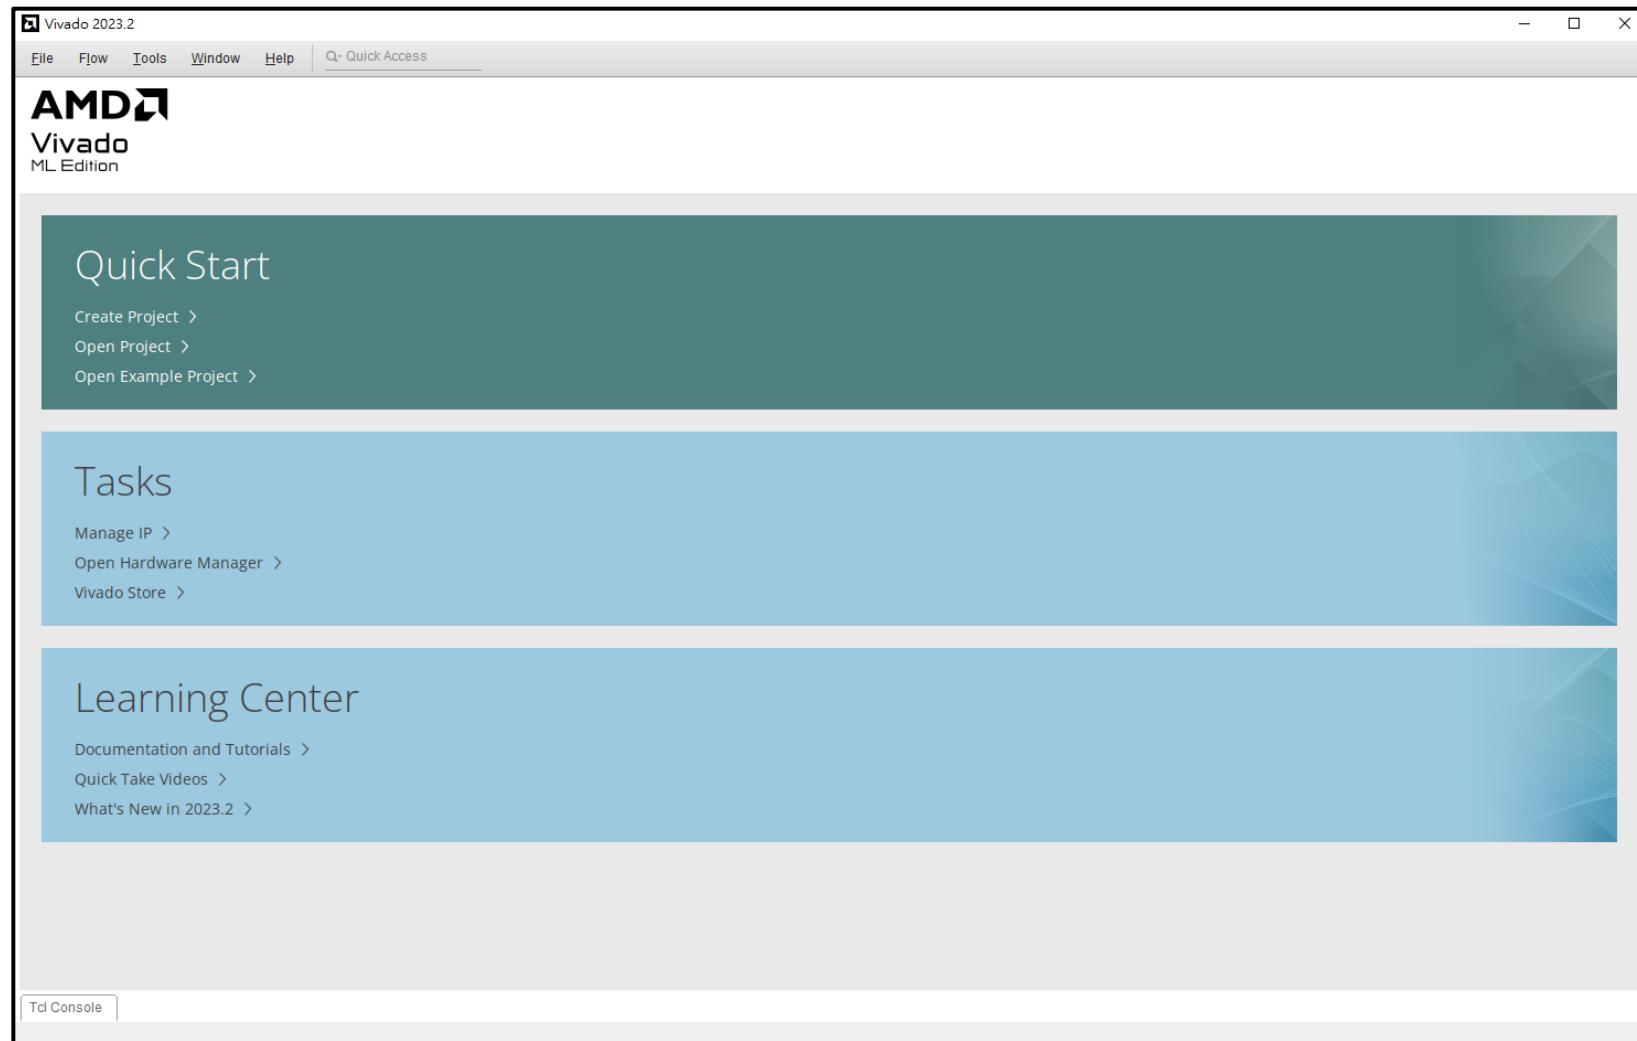 Vivado 2023.2
File Flow Tools Window Help Quick Access
AMD
Vivado
ML Edition
Quick Start
Create Project
Open Project
Open Example Project
Tasks
Manage IP
Open Hardware Manager
Vivado Store
Learning Center
Documentation and Tutorials
Quick Take Videos
What's New in 2023.2
Tcl Console